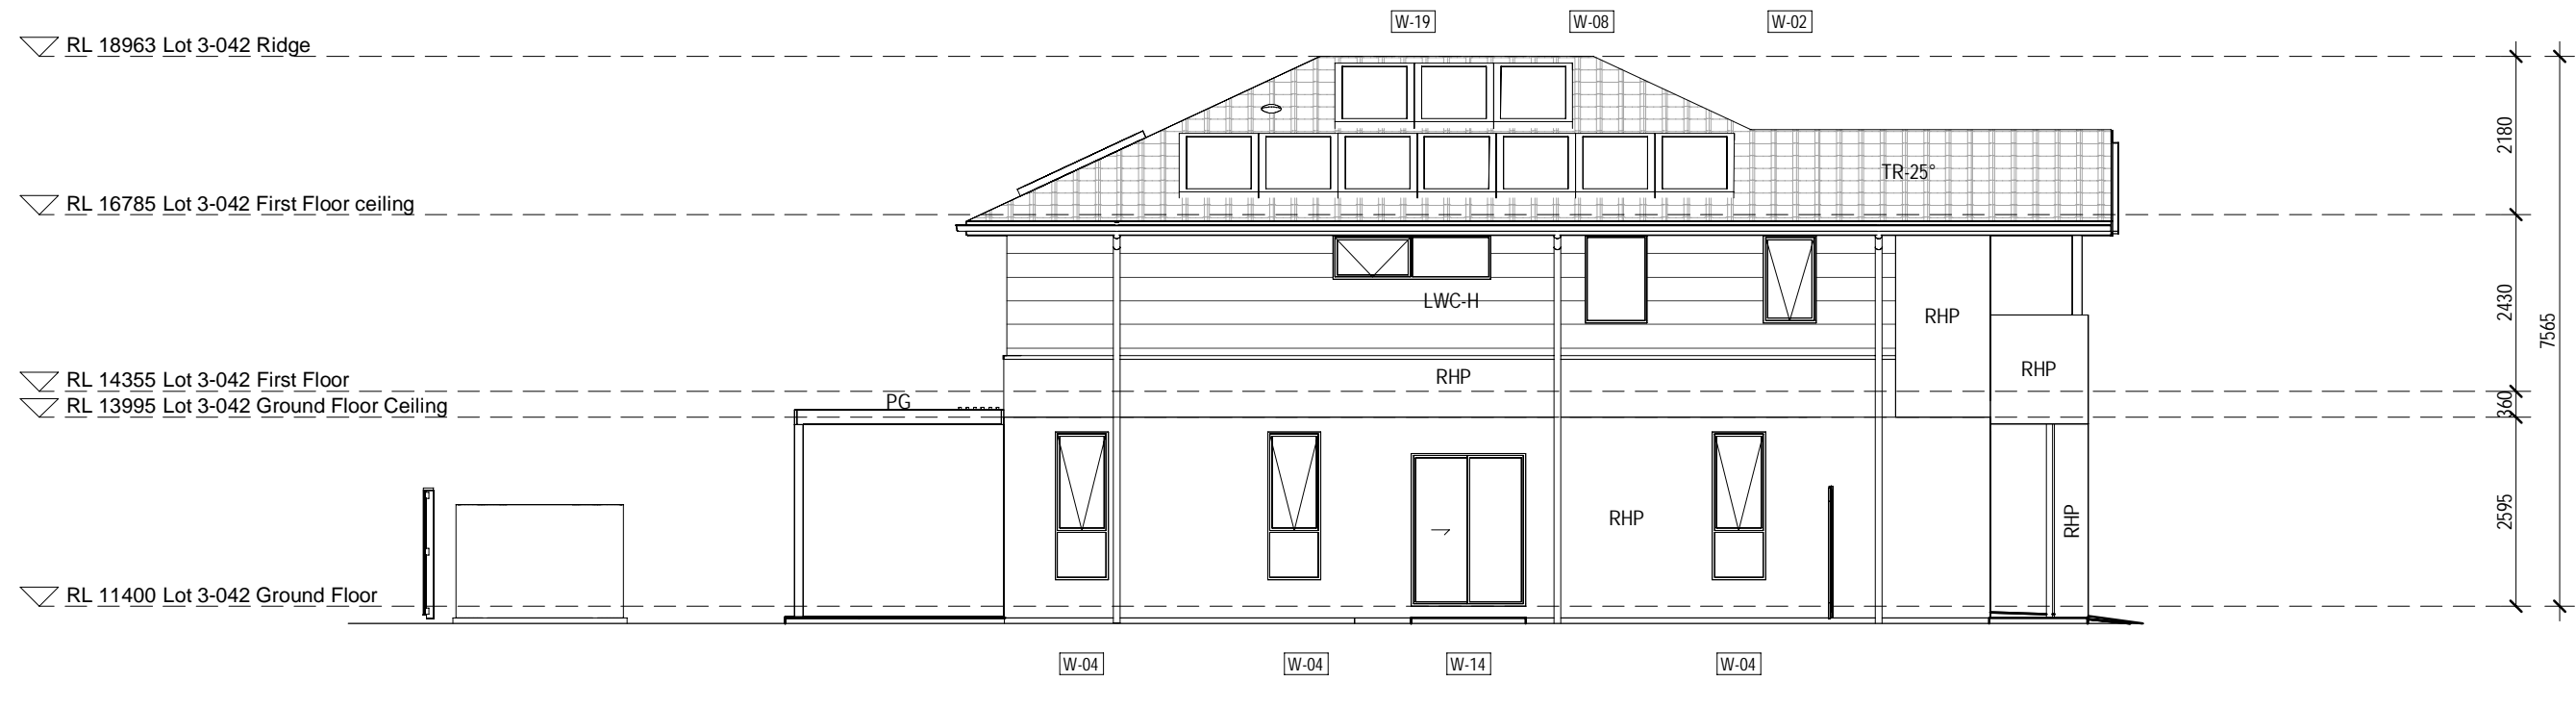 W-19
W-08
W-02
RL 18963 Lot 3-042 Ridge
2180
TR-25°
RL 16785 Lot 3-042 First Floor ceiling
LWC-H
RHP
2430
7565
RHP
RL 14355 Lot 3-042 First Floor
RHP
RL 13995 Lot 3-042 Ground Floor Ceiling
PG
360
RHP
RHP
2595
RL 11400 Lot 3-042 Ground Floor
W-04
W-04
W-14
W-04